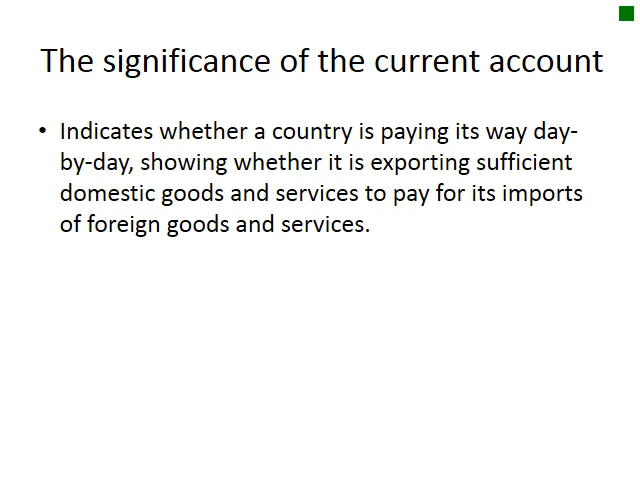 The significance of the current account
• Indicates whether a country is paying its way day-
by-day, showing whether it is exporting sufficient
domestic goods and services to pay for its imports
of foreign goods and services.